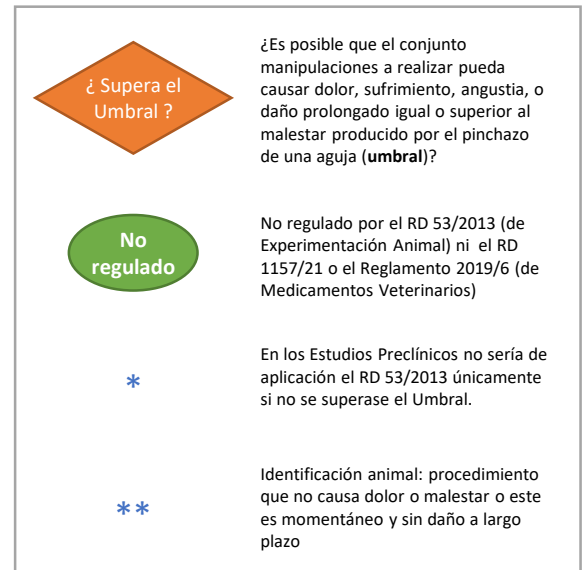 ¿ Supera el
Umbral ?
¿Es posible que el conjunto
manipulaciones a realizar pueda
causar dolor, sufrimiento, angustia, o
daño prolongado igual o superior al
malestar producido por el pinchazo
de una aguja (umbral)?
No
regulado
No regulado por el RD 53/2013 (de
Experimentación Animal) ni el RD
1157/21 o el Reglamento 2019/6 (de
Medicamentos Veterinarios)
*
En los Estudios Preclínicos no sería de
aplicación el RD 53/2013 únicamente
si no se superase el Umbral.
**
Identificación animal: procedimiento
que no causa dolor o malestar o este
es momentáneo y sin daño a largo
plazo